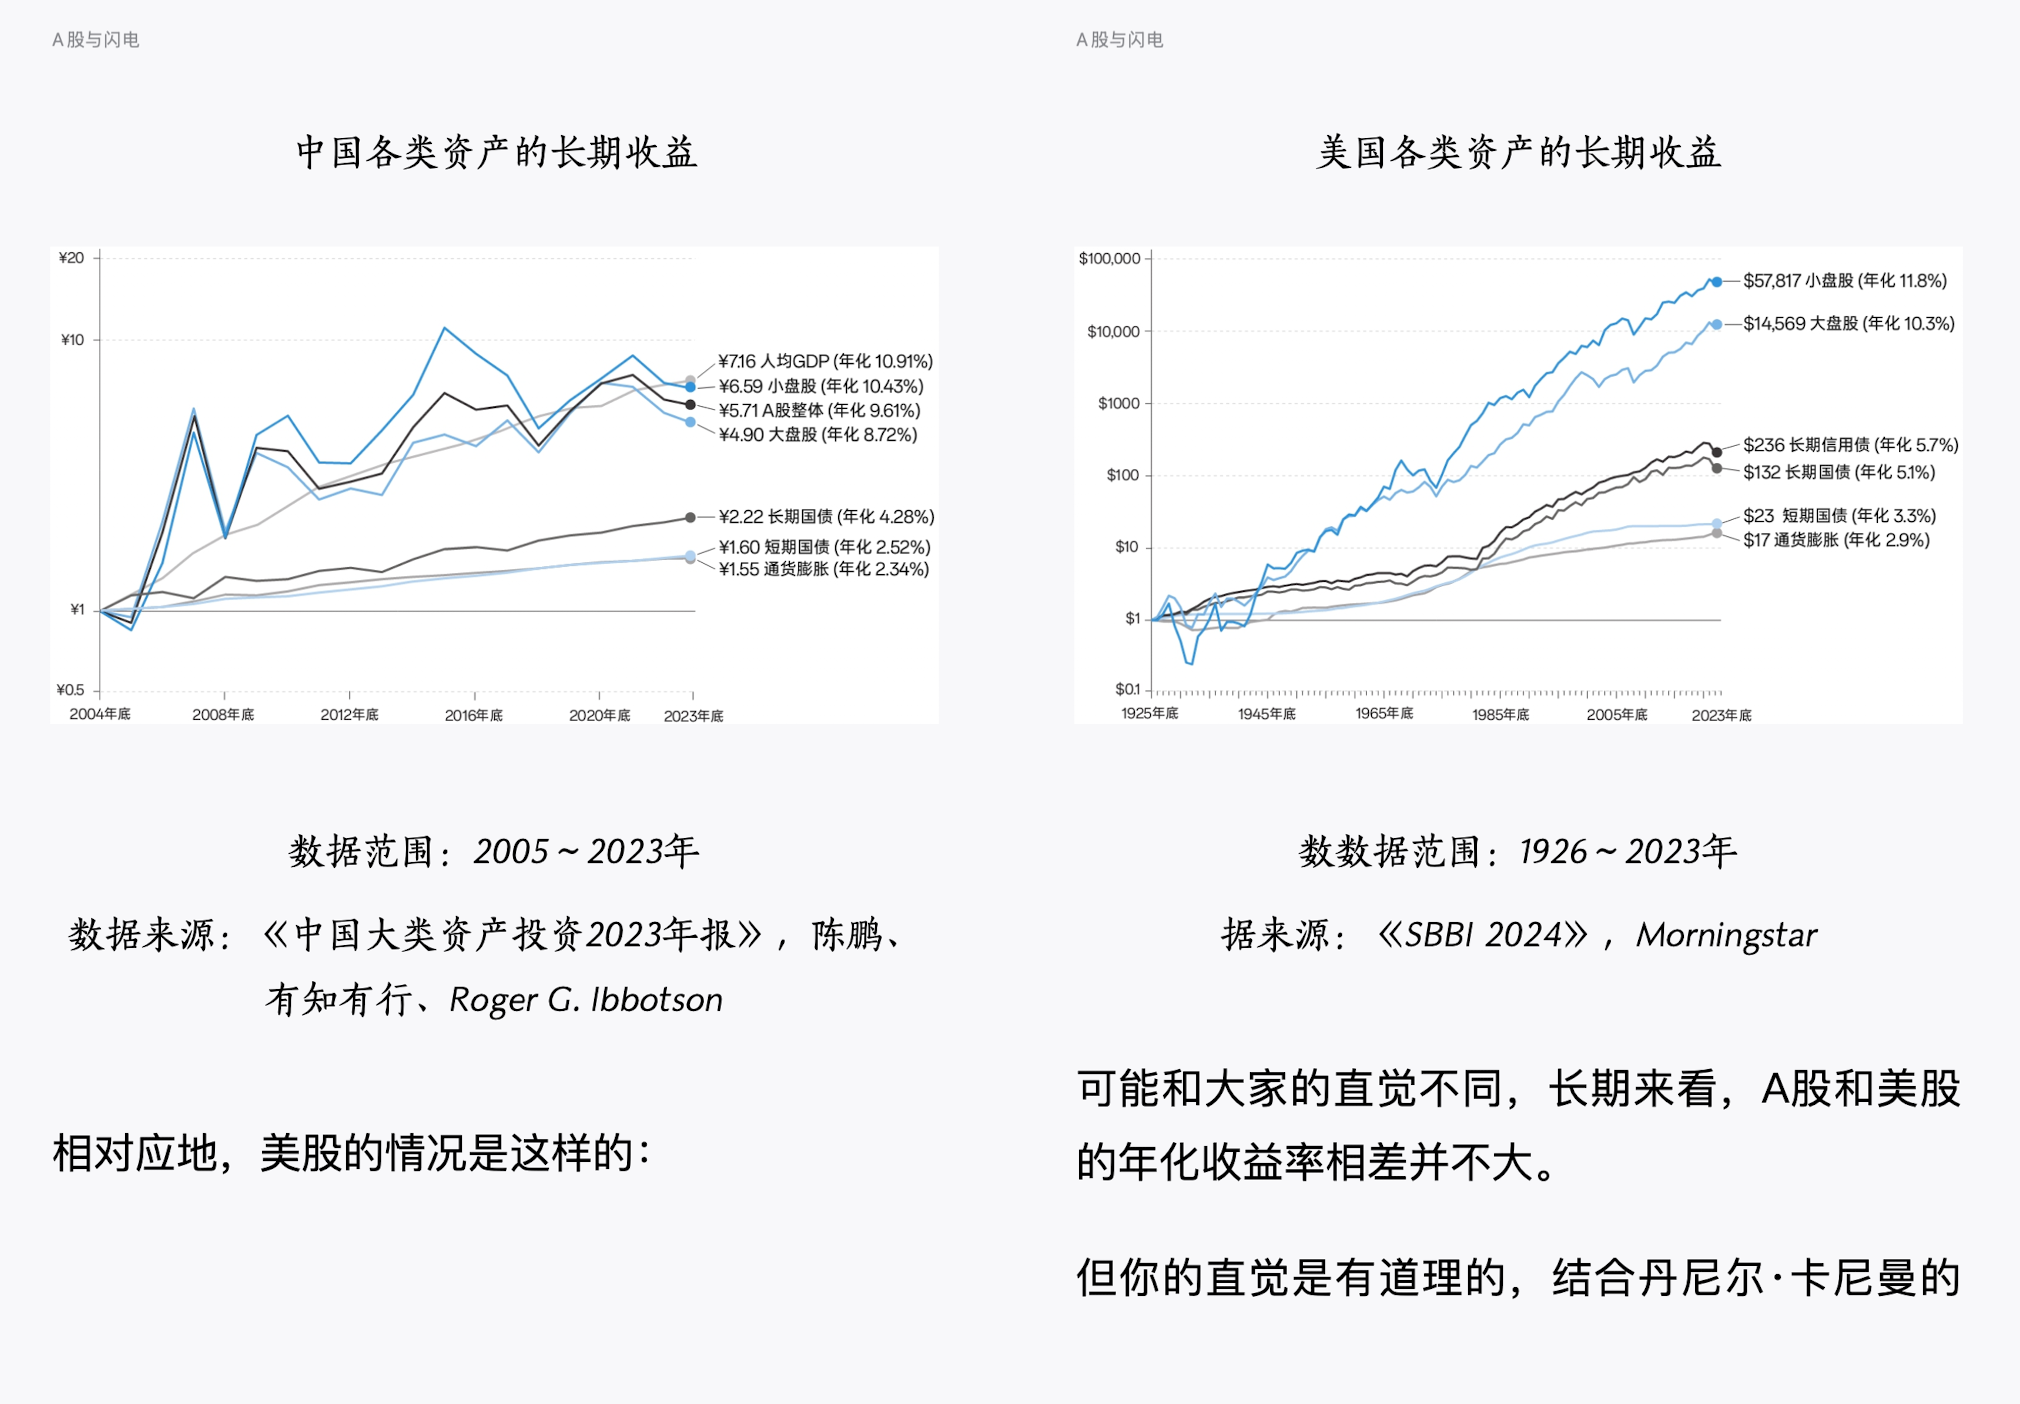 A股与闪电
中国各类资产的长期收益
¥20
¥10
¥1
¥0.5
¥7.16 人均GDP (年化 10.91%)
¥6.59 小盘股 (年化 10.43%)
¥5.71 A股整体 (年化 9.61%)
¥4.90 大盘股 (年化 8.72%)
¥2.22 长期国债 (年化 4.28%)
¥1.60 短期国债 (年化 2.52%)
¥1.55 通货膨胀 (年化 2.34%)
2004年底 2008年底 2012年底 2016年底 2020年底 2023年底
数据范围：2005～2023年
数据来源：《中国大类资产投资2023年报》，陈鹏、
有知有行、Roger G. Ibbotson
相对应地，美股的情况是这样的：
A股与闪电
美国各类资产的长期收益
$100,000
$10,000
$1000
$100
$10
$1
$0.1
$57,817 小盘股 (年化 11.8%)
$14,569 大盘股 (年化 10.3%)
$236 长期信用债 (年化 5.7%)
$132 长期国债 (年化 5.1%)
$23 短期国债 (年化 3.3%)
$17 通货膨胀 (年化 2.9%)
1925年底 1945年底 1965年底 1985年底 2005年底 2023年底
数数据范围：1926～2023年
据来源：《SBBI 2024》，Morningstar
可能和大家的直觉不同，长期来看，A股和美股
的年化收益率相差并不大。
但你的直觉是有道理的，结合丹尼尔·卡尼曼的